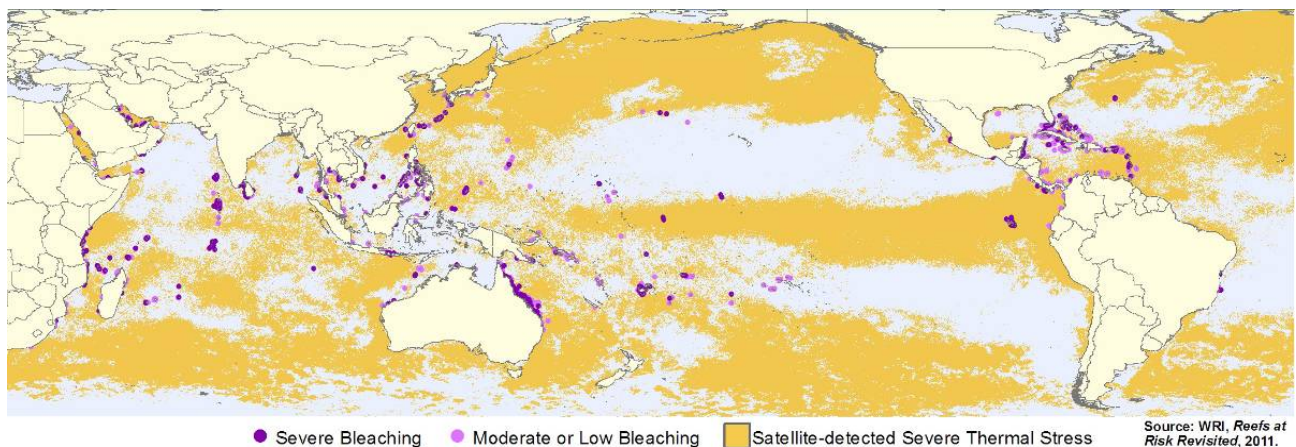 Severe Bleaching
Moderate or Low Bleaching
Satellite-detected Severe Thermal Stress
Source: WRI, Reefs at
Risk Revisited, 2011.